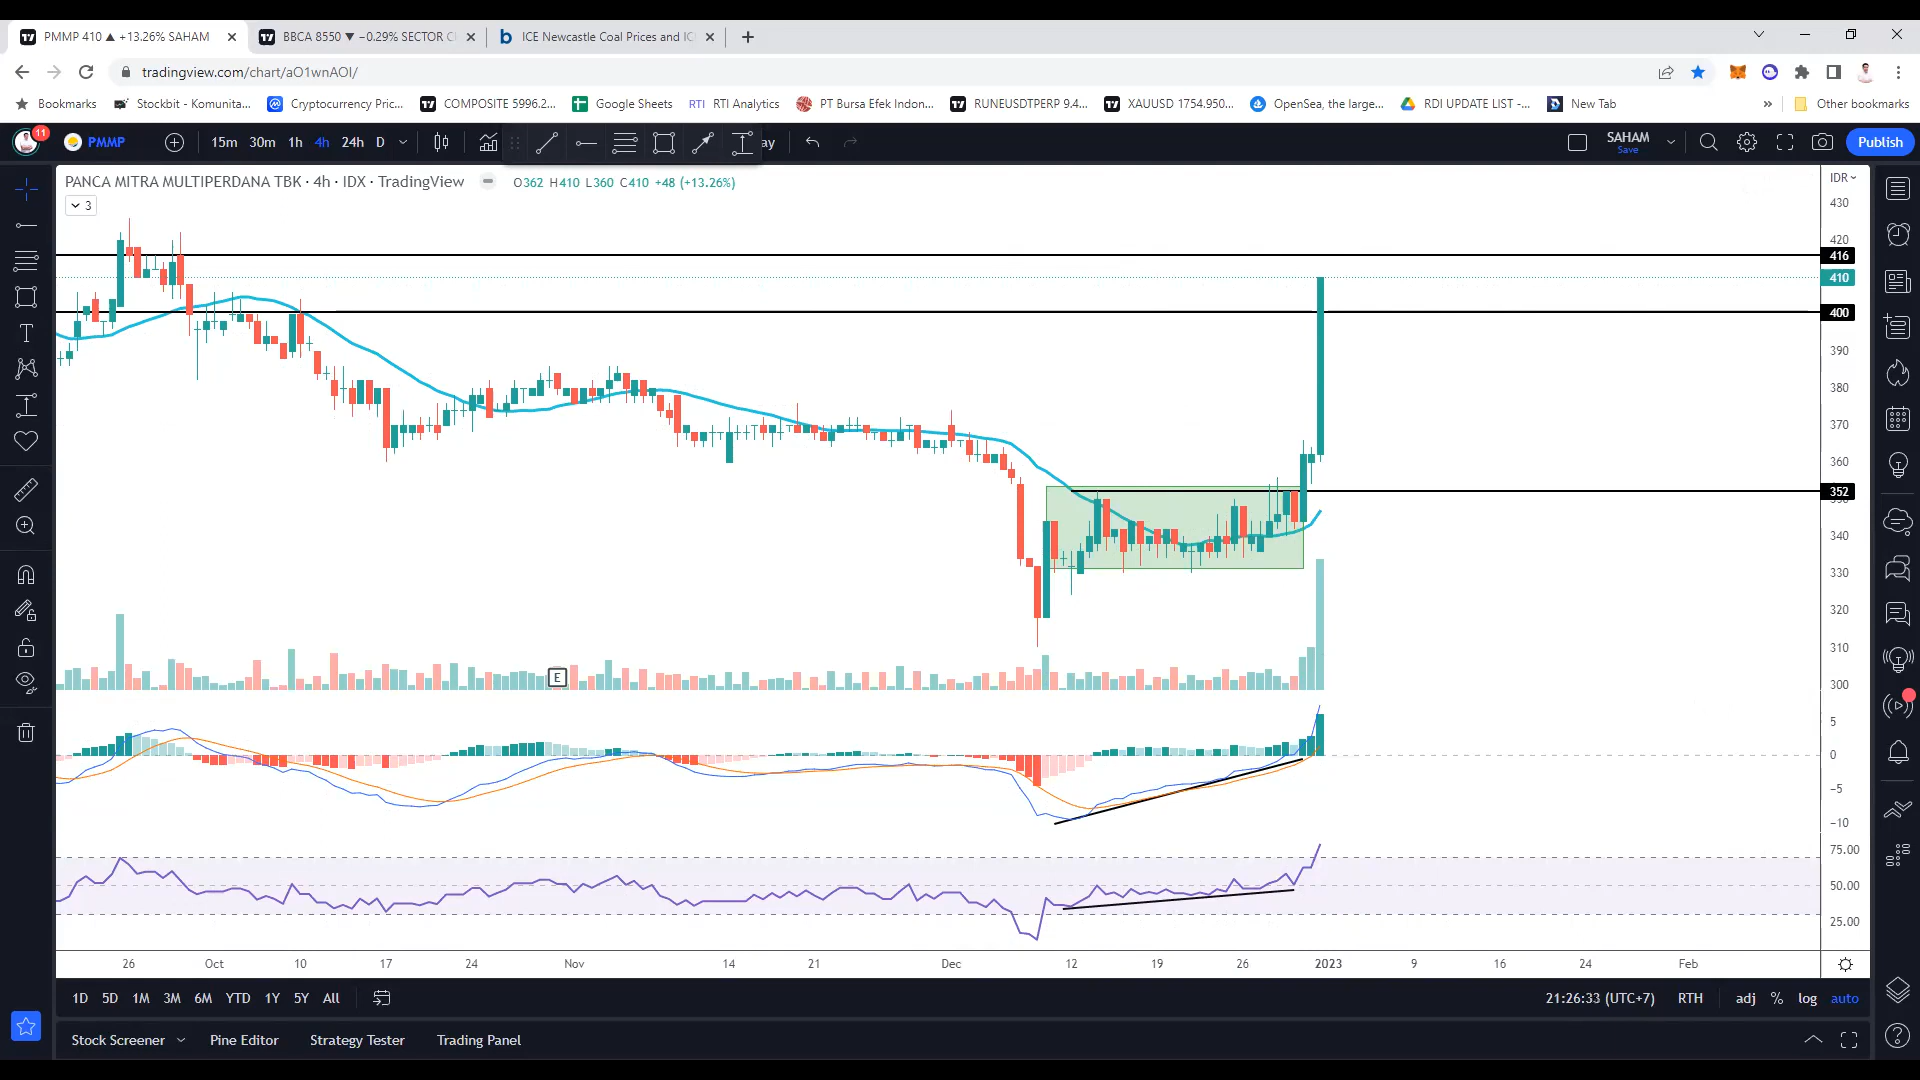 PMMP 410 ▲ +13.26% SAHAM
BBCA 8550 ▼ −0.29% SECTOR C
ICE Newcastle Coal Prices and IC
tradingview.com/chart/aO1wnAOI/
Bookmarks
Stockbit - Komunita...
Cryptocurrency Pric...
COMPOSITE 5996.2...
Google Sheets
RTI RTI Analytics
PT Bursa Efek Indon...
RUNEUSDTPERP 9.4...
XAUUSD 1754.950...
OpenSea, the large...
RDI UPDATE LIST -...
New Tab
»
Other bookmarks
11
PMMP
15m 30m 1h 4h 24h D
ay
SAHAM
Save
Publish
PANCA MITRA MULTIPERDANA TBK · 4h · IDX · TradingView
O362 H410 L360 C410 +48 (+13.26%)
3
IDR
430
420
416
410
400
390
380
370
360
352
340
330
320
310
300
E
5
0
−5
−10
75.00
50.00
25.00
26 Oct 10 17 24 Nov 14 21 Dec 12 19 26 2023 9 16 24 Feb
1D 5D 1M 3M 6M YTD 1Y 5Y All
21:26:33 (UTC+7) RTH adj % log auto
Stock Screener Pine Editor Strategy Tester Trading Panel